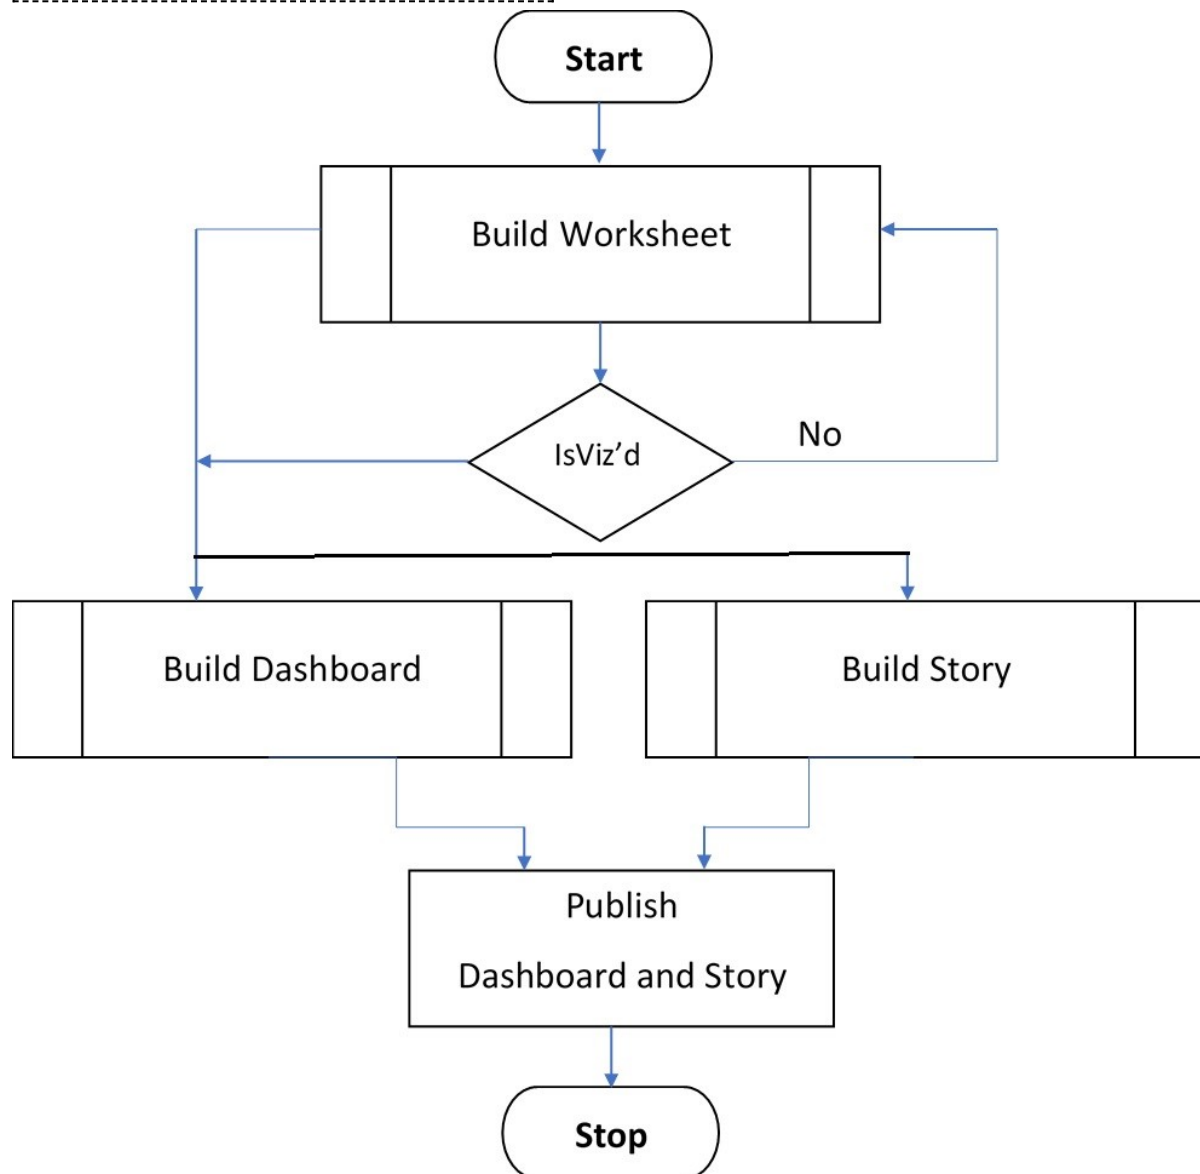 Start
Build Worksheet
IsViz’d
No
Build Dashboard
Build Story
Publish
Dashboard and Story
Stop